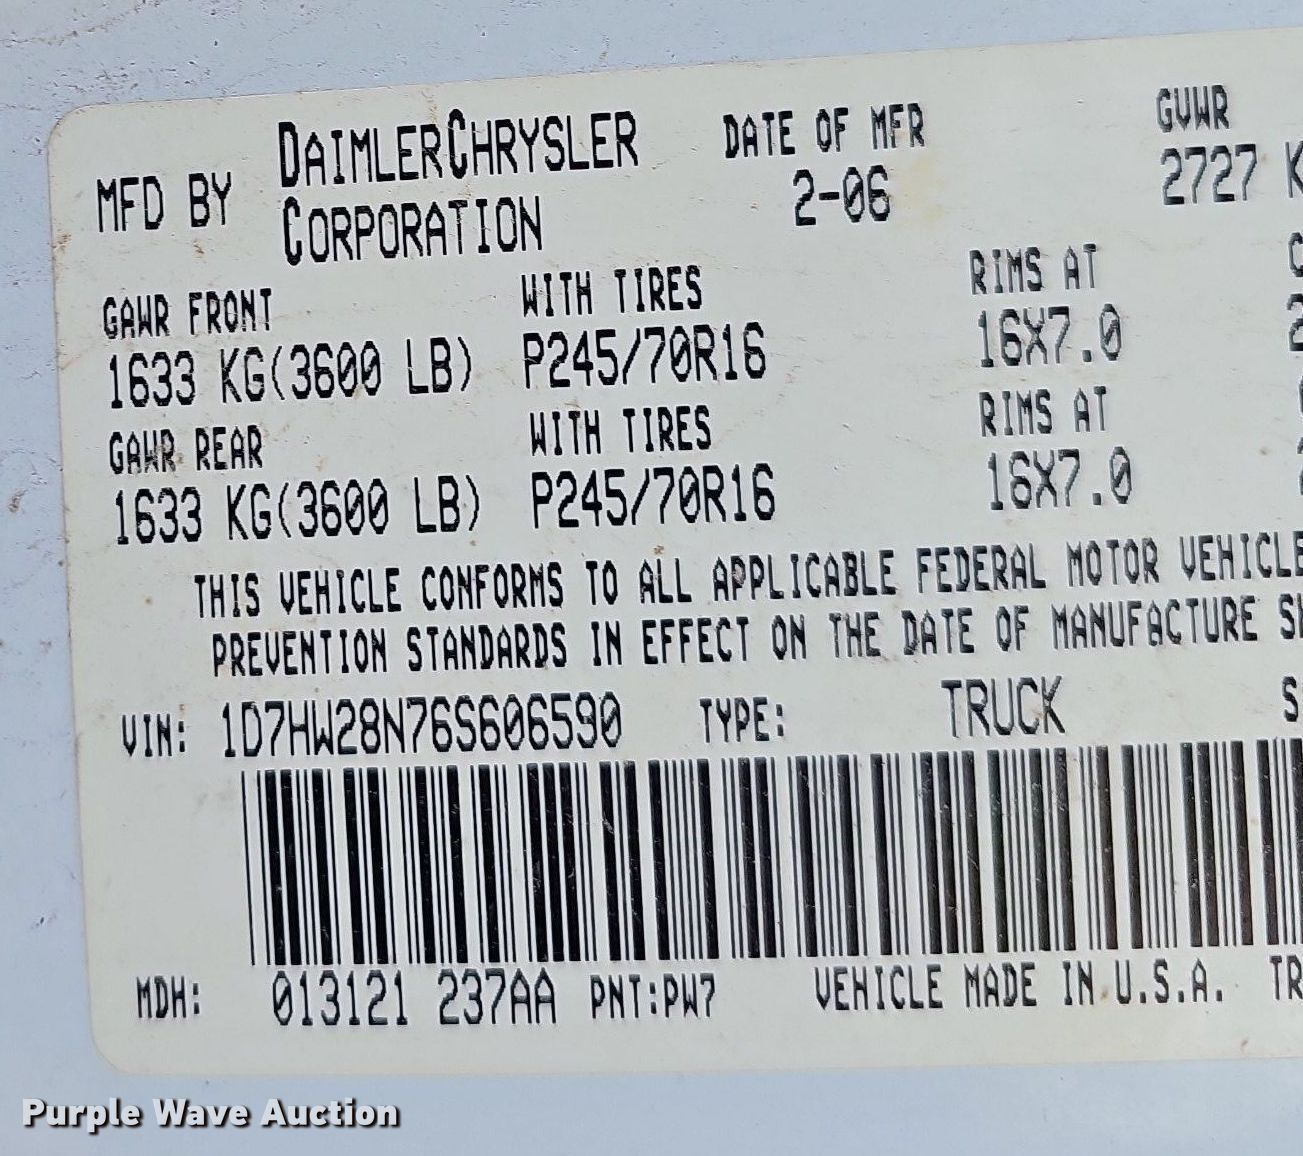 MFD BY DAIMLERCHRYSLER CORPORATION
DATE OF MFR
2-06
GVWR
2727 K
GAWR FRONT WITH TIRES RIMS AT
1633 KG(3600 LB) P245/70R16 16X7.0
GAWR REAR WITH TIRES RIMS AT
1633 KG(3600 LB) P245/70R16 16X7.0
THIS VEHICLE CONFORMS TO ALL APPLICABLE FEDERAL MOTOR VEHICLE
PREVENTION STANDARDS IN EFFECT ON THE DATE OF MANUFACTURE
VIN: 1D7HW28N76S606590 TYPE: TRUCK S
MDH: 013121 237AA PNT:PW7 VEHICLE MADE IN U.S.A. TR
Purple Wave Auction